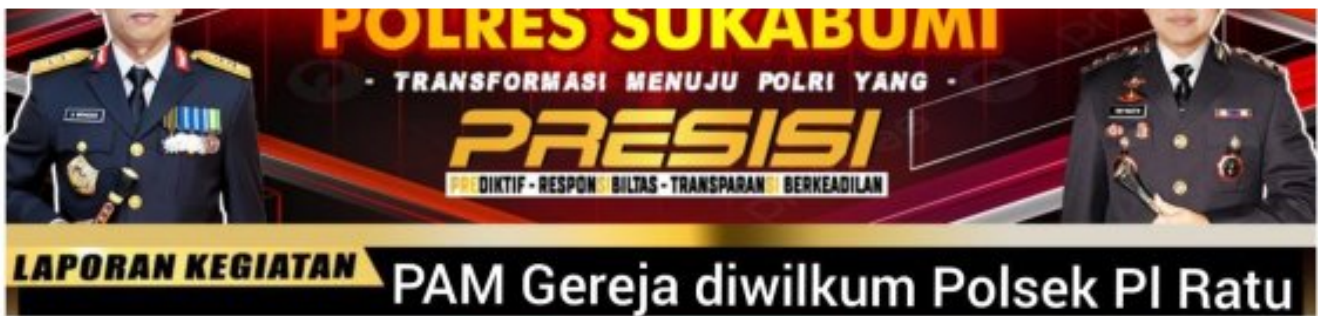 POLRES SUKABUMI
- TRANSFORMASI MENUJU POLRI YANG -
PRESISI
PREDIKTIF - RESPONSIBILTAS - TRANSPARANSI BERKEADILAN
LAPORAN KEGIATAN
PAM Gereja diwilkum Polsek Pl Ratu